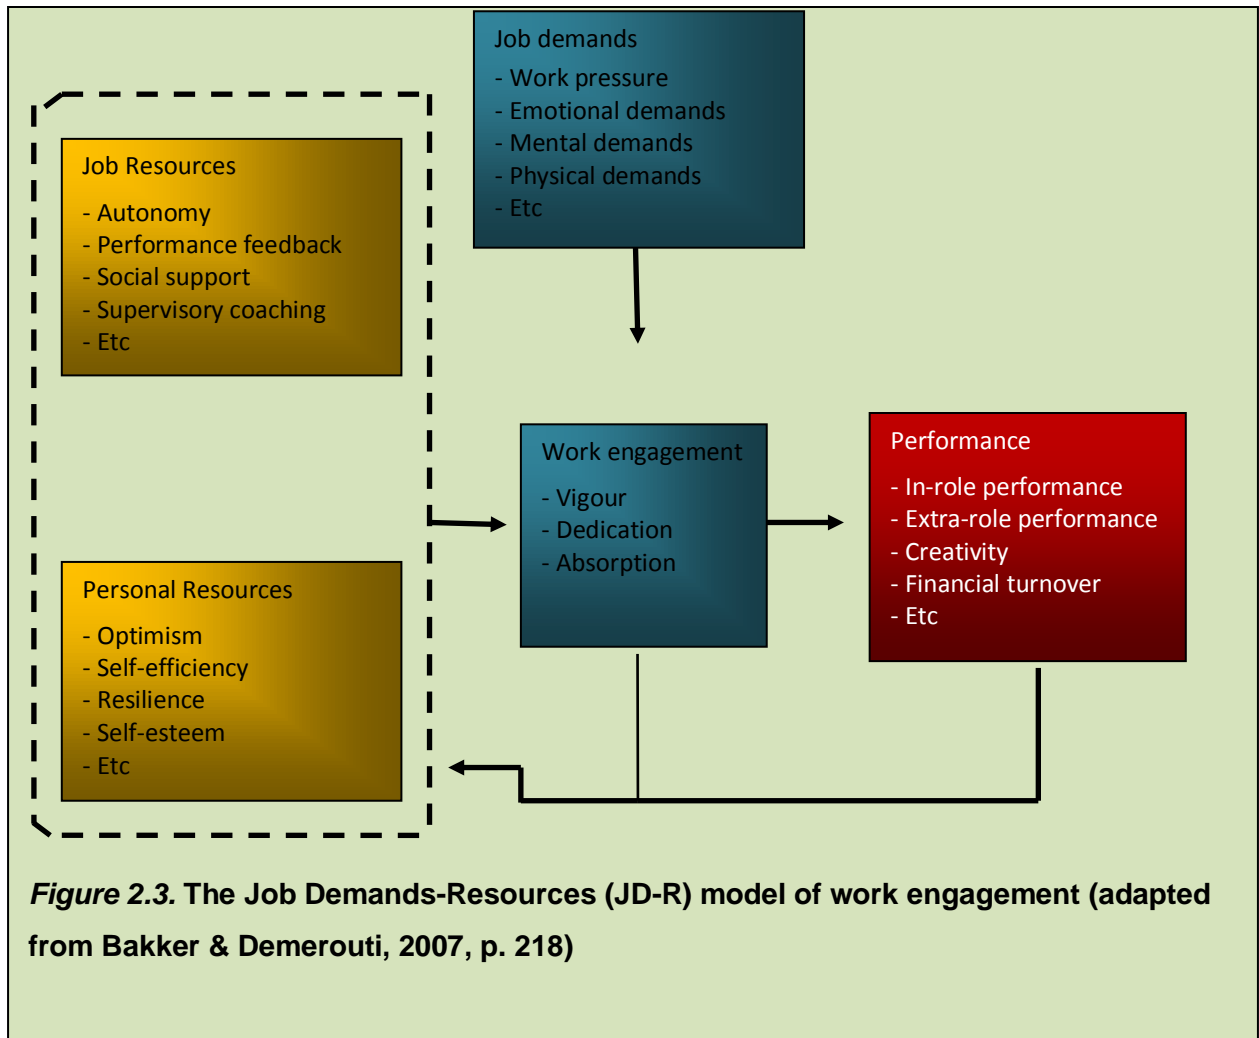 Job demands
- Work pressure
- Emotional demands
- Mental demands
- Physical demands
- Etc
Job Resources
- Autonomy
- Performance feedback
- Social support
- Supervisory coaching
- Etc
Work engagement
- Vigour
- Dedication
- Absorption
Performance
- In-role performance
- Extra-role performance
- Creativity
- Financial turnover
- Etc
Personal Resources
- Optimism
- Self-efficiency
- Resilience
- Self-esteem
- Etc
Figure 2.3. The Job Demands-Resources (JD-R) model of work engagement (adapted
from Bakker & Demerouti, 2007, p. 218)